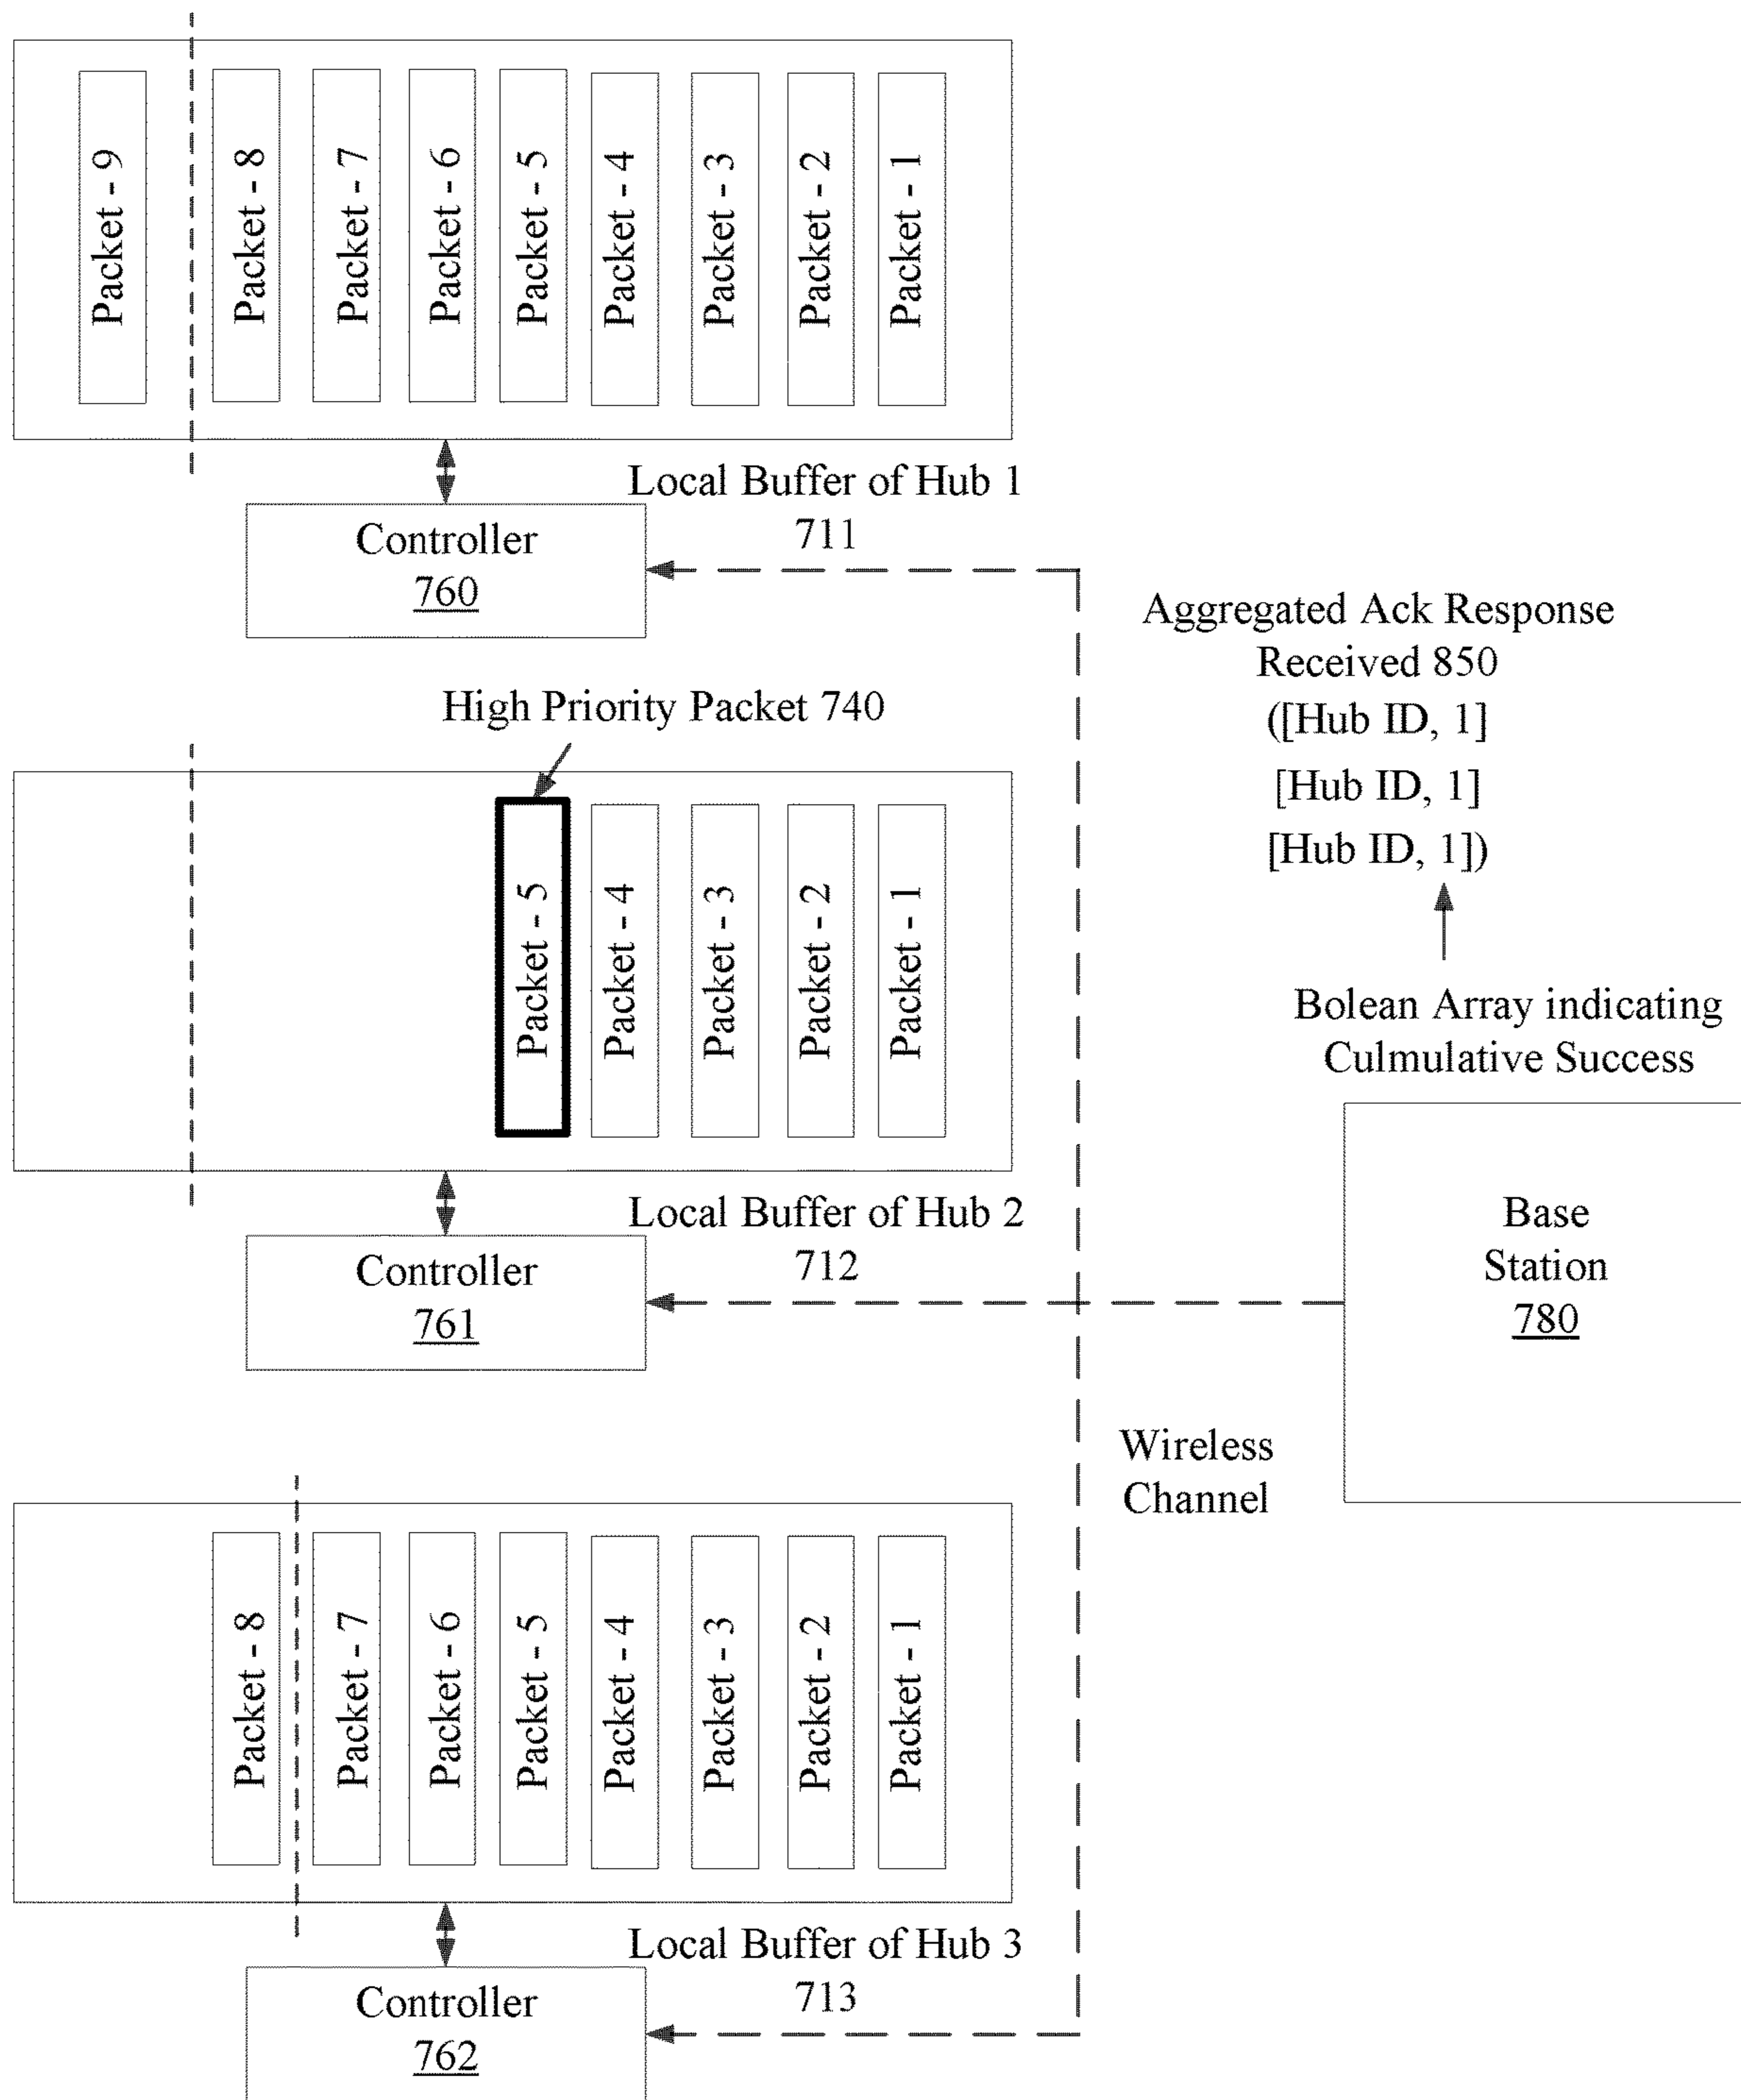 Packet - 9
Packet - 8
Packet - 7
Packet - 6
Packet - 5
Packet - 4
Packet - 3
Packet - 2
Packet - 1
Local Buffer of Hub 1
711
Controller
760
Aggregated Ack Response
Received 850
([Hub ID, 1]
[Hub ID, 1]
[Hub ID, 1])
High Priority Packet 740
Packet - 5
Packet - 4
Packet - 3
Packet - 2
Packet - 1
Bolean Array indicating
Culmulative Success
Local Buffer of Hub 2
712
Controller
761
Base
Station
780
Wireless
Channel
Packet - 8
Packet - 7
Packet - 6
Packet - 5
Packet - 4
Packet - 3
Packet - 2
Packet - 1
Local Buffer of Hub 3
713
Controller
762